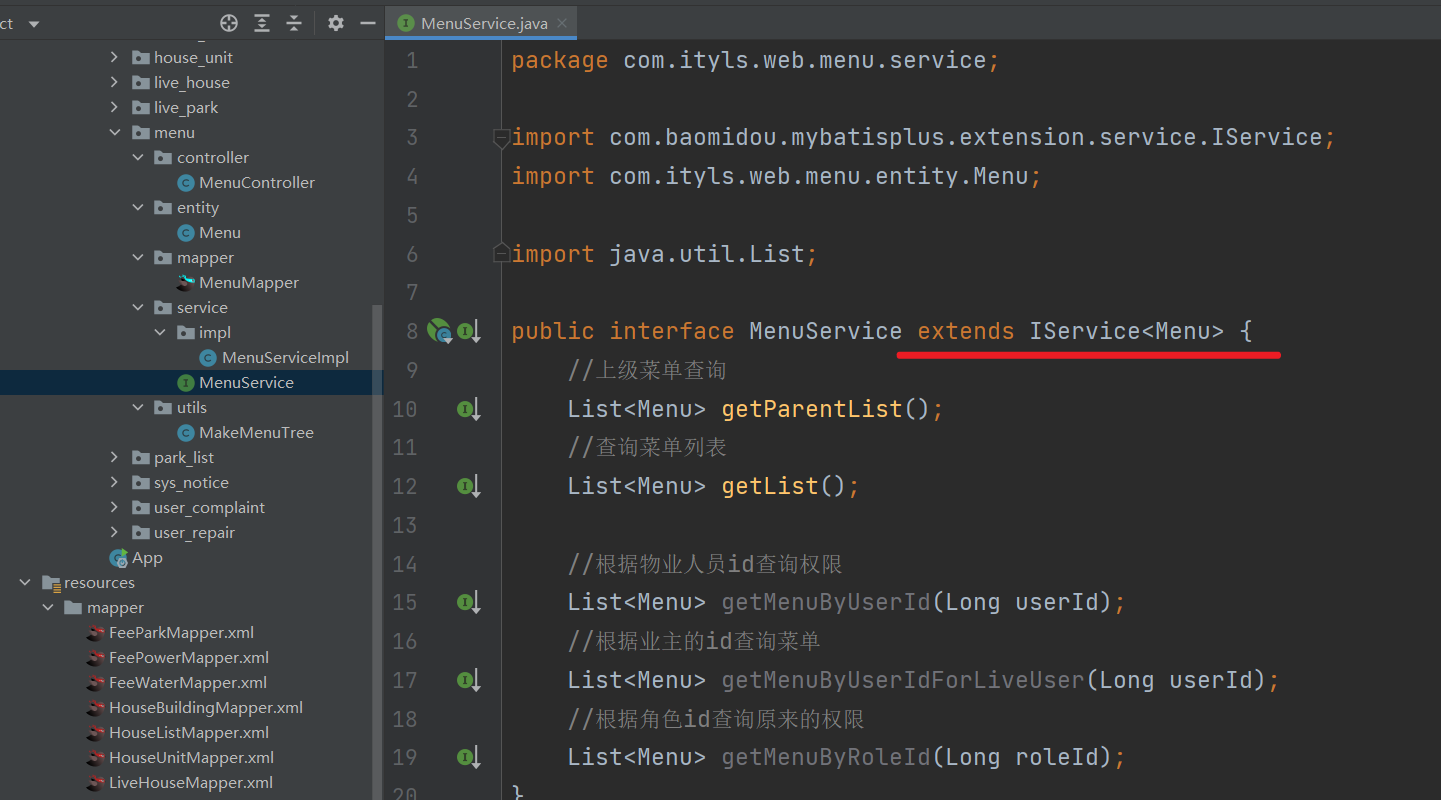 ct
house_unit
live_house
live_park
menu
controller
MenuController
entity
Menu
mapper
MenuMapper
service
impl
MenuServiceImpl
MenuService
utils
MakeMenuTree
park_list
sys_notice
user_complaint
user_repair
App
resources
mapper
FeeParkMapper.xml
FeePowerMapper.xml
FeeWaterMapper.xml
HouseBuildingMapper.xml
HouseListMapper.xml
HouseUnitMapper.xml
LiveHouseMapper.xml
MenuService.java
1 package com.ityls.web.menu.service;
2
3 import com.baomidou.mybatisplus.extension.service.IService;
4 import com.ityls.web.menu.entity.Menu;
5
6 import java.util.List;
7
8 public interface MenuService extends IService<Menu> {
9 //上级菜单查询
10 List<Menu> getParentList();
11 //查询菜单列表
12 List<Menu> getList();
13
14 //根据物业人员id查询权限
15 List<Menu> getMenuByUserId(Long userId);
16 //根据业主的id查询菜单
17 List<Menu> getMenuByUserIdForLiveUser(Long userId);
18 //根据角色id查询原来的权限
19 List<Menu> getMenuByRoleId(Long roleId);
20 }